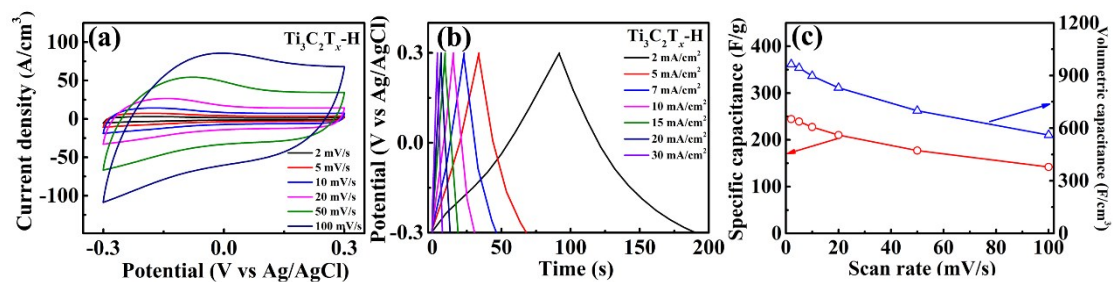 (a)
Ti3C2Tx-H
Current density (A/cm3)
100
50
0
-50
-100
2 mV/s
5 mV/s
10 mV/s
20 mV/s
50 mV/s
100 mV/s
-0.3
0.0
0.3
Potential (V vs Ag/AgCl)
(b)
Ti3C2Tx-H
Potential (V vs Ag/AgCl)
0.3
0.0
-0.3
2 mA/cm2
5 mA/cm2
7 mA/cm2
10 mA/cm2
15 mA/cm2
20 mA/cm2
30 mA/cm2
0
50
100
150
200
Time (s)
(c)
Specific capacitance (F/g)
400
300
200
100
0
0
20
40
60
80
100
Scan rate (mV/s)
1200
900
600
300
0
Volumetric
capacitance (F/cm3)